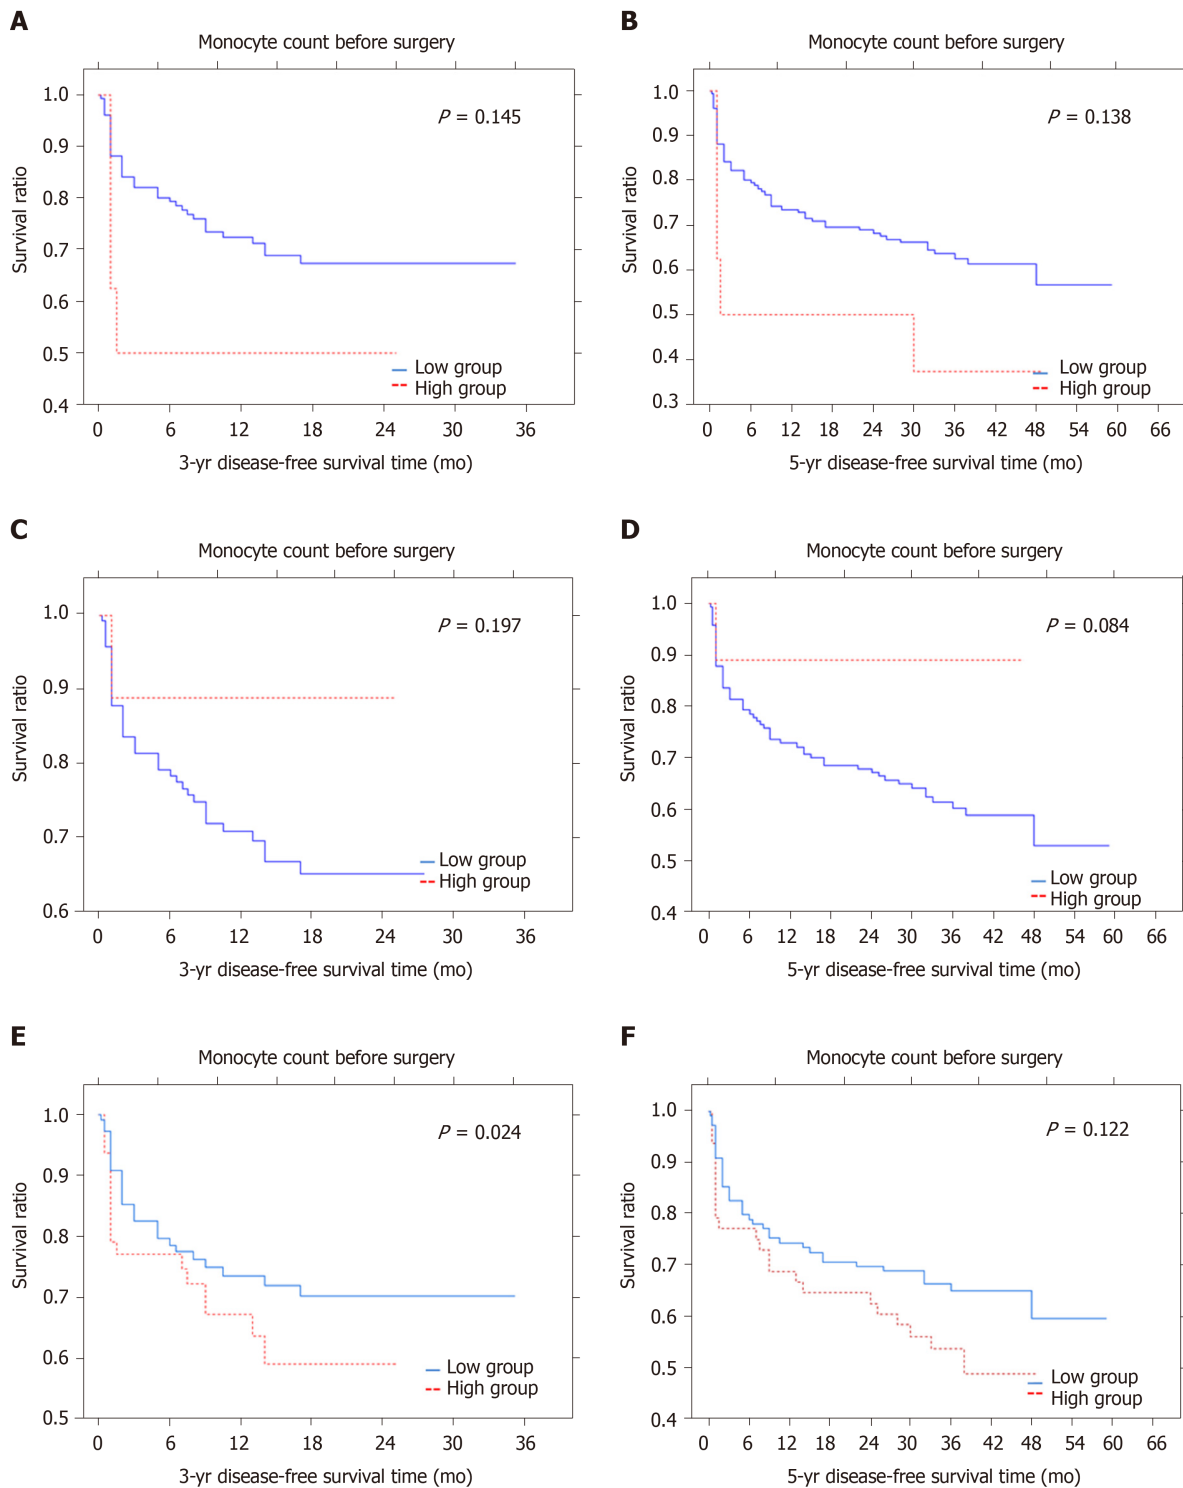 A
Monocyte count before surgery
P = 0.145
1.0
0.9
0.8
0.7
0.6
0.5
0.4
Survival ratio
Low group
High group
0 6 12 18 24 30 36
3-yr disease-free survival time (mo)
B
Monocyte count before surgery
P = 0.138
1.0
0.9
0.8
0.7
0.6
0.5
0.4
0.3
Survival ratio
Low group
High group
0 6 12 18 24 30 36 42 48 54 60 66
5-yr disease-free survival time (mo)
C
Monocyte count before surgery
P = 0.197
1.0
0.9
0.8
0.7
0.6
Survival ratio
Low group
High group
0 6 12 18 24 30 36
3-yr disease-free survival time (mo)
D
Monocyte count before surgery
P = 0.084
1.0
0.9
0.8
0.7
0.6
0.5
0.4
Survival ratio
Low group
High group
0 6 12 18 24 30 36 42 48 54 60 66
5-yr disease-free survival time (mo)
E
Monocyte count before surgery
P = 0.024
1.0
0.9
0.8
0.7
0.6
0.5
Survival ratio
Low group
High group
0 6 12 18 24 30 36
3-yr disease-free survival time (mo)
F
Monocyte count before surgery
P = 0.122
1.0
0.9
0.8
0.7
0.6
0.5
0.4
Survival ratio
Low group
High group
0 6 12 18 24 30 36 42 48 54 60 66
5-yr disease-free survival time (mo)